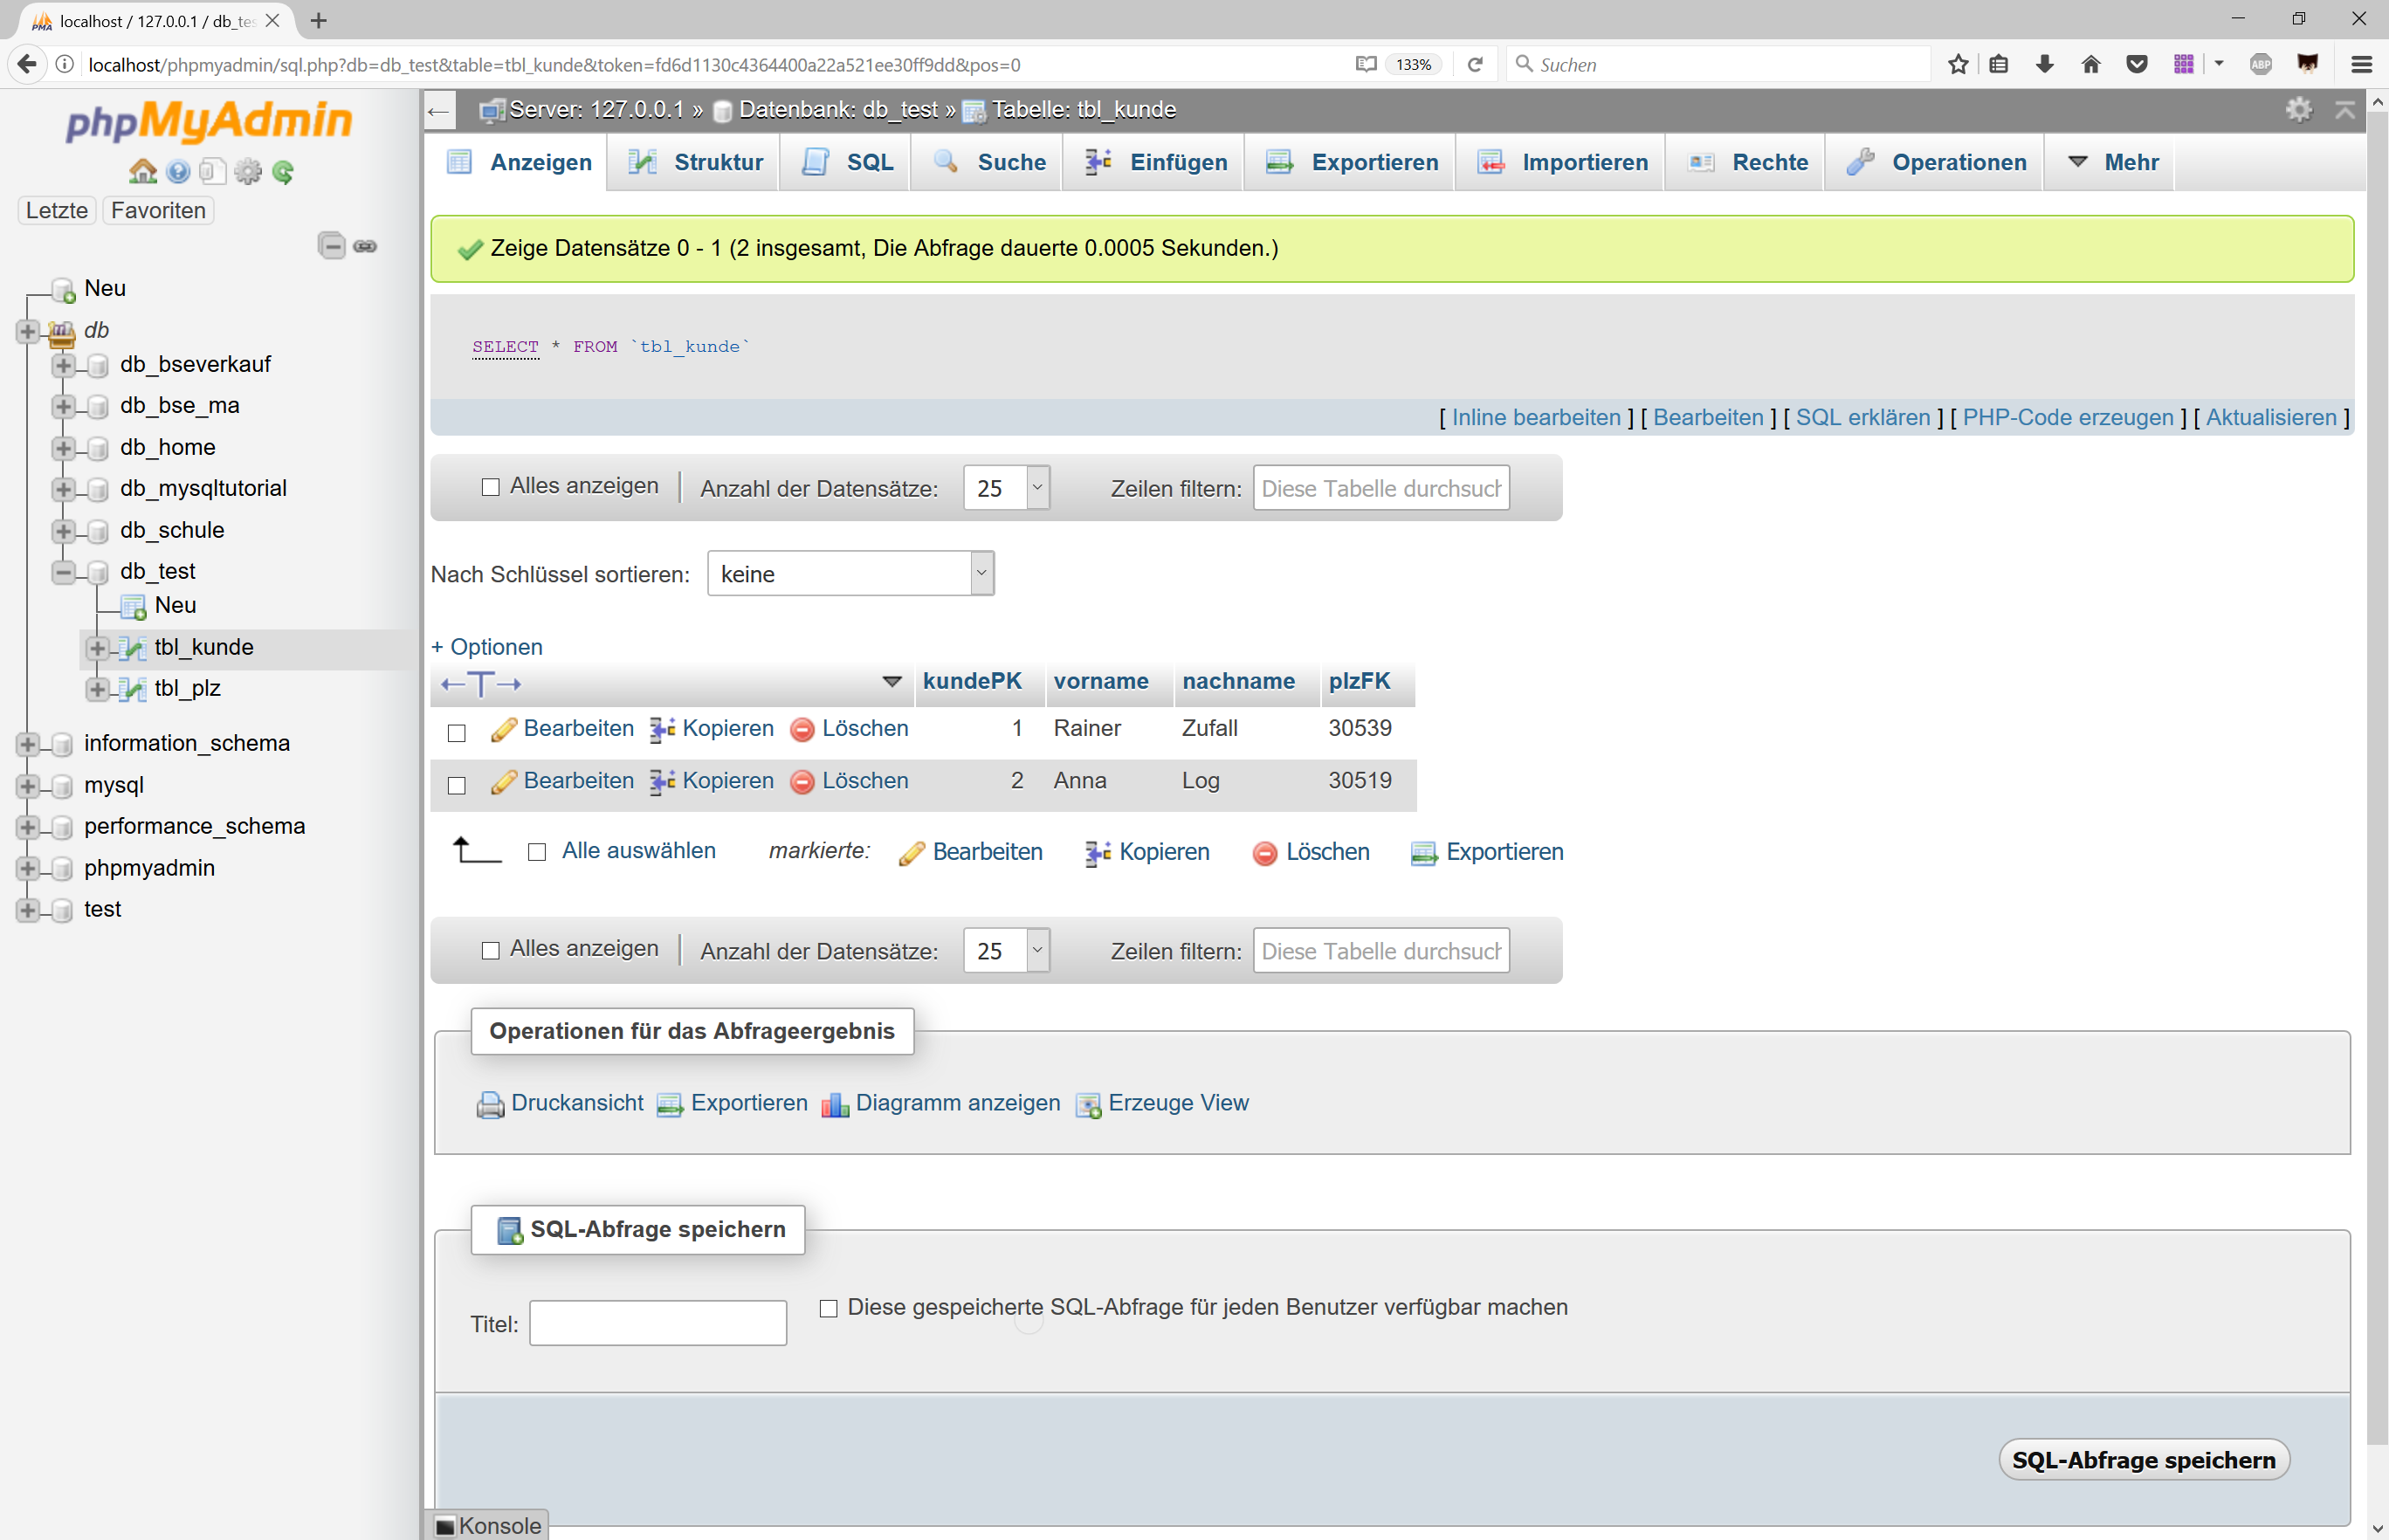 localhost / 127.0.0.1 / db_te
localhost/phpmyadmin/sql.php?db=db_test&table=tbl_kunde&token=fd6d1130c4364400a22a521ee30ff9dd&pos=0
133%
Suchen
ABP
phpMyAdmin
Letzte Favoriten
Neu
db
db_bseverkauf
db_bse_ma
db_home
db_mysqltutorial
db_schule
db_test
Neu
tbl_kunde
tbl_plz
information_schema
mysql
performance_schema
phpmyadmin
test
Server: 127.0.0.1 » Datenbank: db_test » Tabelle: tbl_kunde
Anzeigen Struktur SQL Suche Einfügen Exportieren Importieren Rechte Operationen Mehr
Zeige Datensätze 0 - 1 (2 insgesamt, Die Abfrage dauerte 0.0005 Sekunden.)
SELECT * FROM `tbl_kunde`
[ Inline bearbeiten ] [ Bearbeiten ] [ SQL erklären ] [ PHP-Code erzeugen ] [ Aktualisieren ]
Alles anzeigen | Anzahl der Datensätze: 25 Zeilen filtern: Diese Tabelle durchsuch
Nach Schlüssel sortieren: keine
+ Optionen
←T→ kundePK vorname nachname plzFK
Bearbeiten Kopieren Löschen 1 Rainer Zufall 30539
Bearbeiten Kopieren Löschen 2 Anna Log 30519
Alle auswählen markierte: Bearbeiten Kopieren Löschen Exportieren
Alles anzeigen | Anzahl der Datensätze: 25 Zeilen filtern: Diese Tabelle durchsuch
Operationen für das Abfrageergebnis
Druckansicht Exportieren Diagramm anzeigen Erzeuge View
SQL-Abfrage speichern
Titel: Diese gespeicherte SQL-Abfrage für jeden Benutzer verfügbar machen
SQL-Abfrage speichern
Konsole